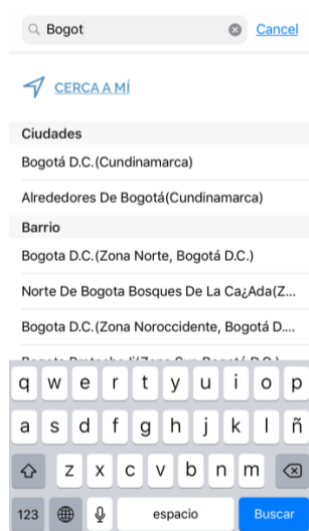 Bogot
Cancel
CERCA A MÍ
Ciudades
Bogotá D.C.(Cundinamarca)
Alrededores De Bogotá(Cundinamarca)
Barrio
Bogota D.C.(Zona Norte, Bogotá D.C.)
Norte De Bogota Bosques De La Ca¿Ada(Z...
Bogota D.C.(Zona Noroccidente, Bogotá D....
q w e r t y u i o p
a s d f g h j k l ñ
z x c v b n m
123 espacio Buscar